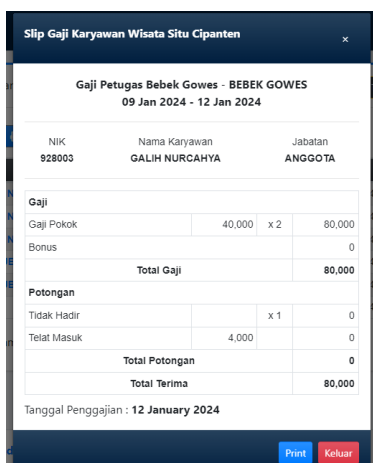 Slip Gaji Karyawan Wisata Situ Cipanten ×
Gaji Petugas Bebek Gowes - BEBEK GOWES
09 Jan 2024 - 12 Jan 2024
NIK Nama Karyawan Jabatan
928003 GALIH NURCAHYA ANGGOTA
Gaji
Gaji Pokok 40,000 x 2 80,000
Bonus 0
Total Gaji 80,000
Potongan
Tidak Hadir x 1 0
Telat Masuk 4,000 0
Total Potongan 0
Total Terima 80,000
Tanggal Penggajian : 12 January 2024
Print Keluar